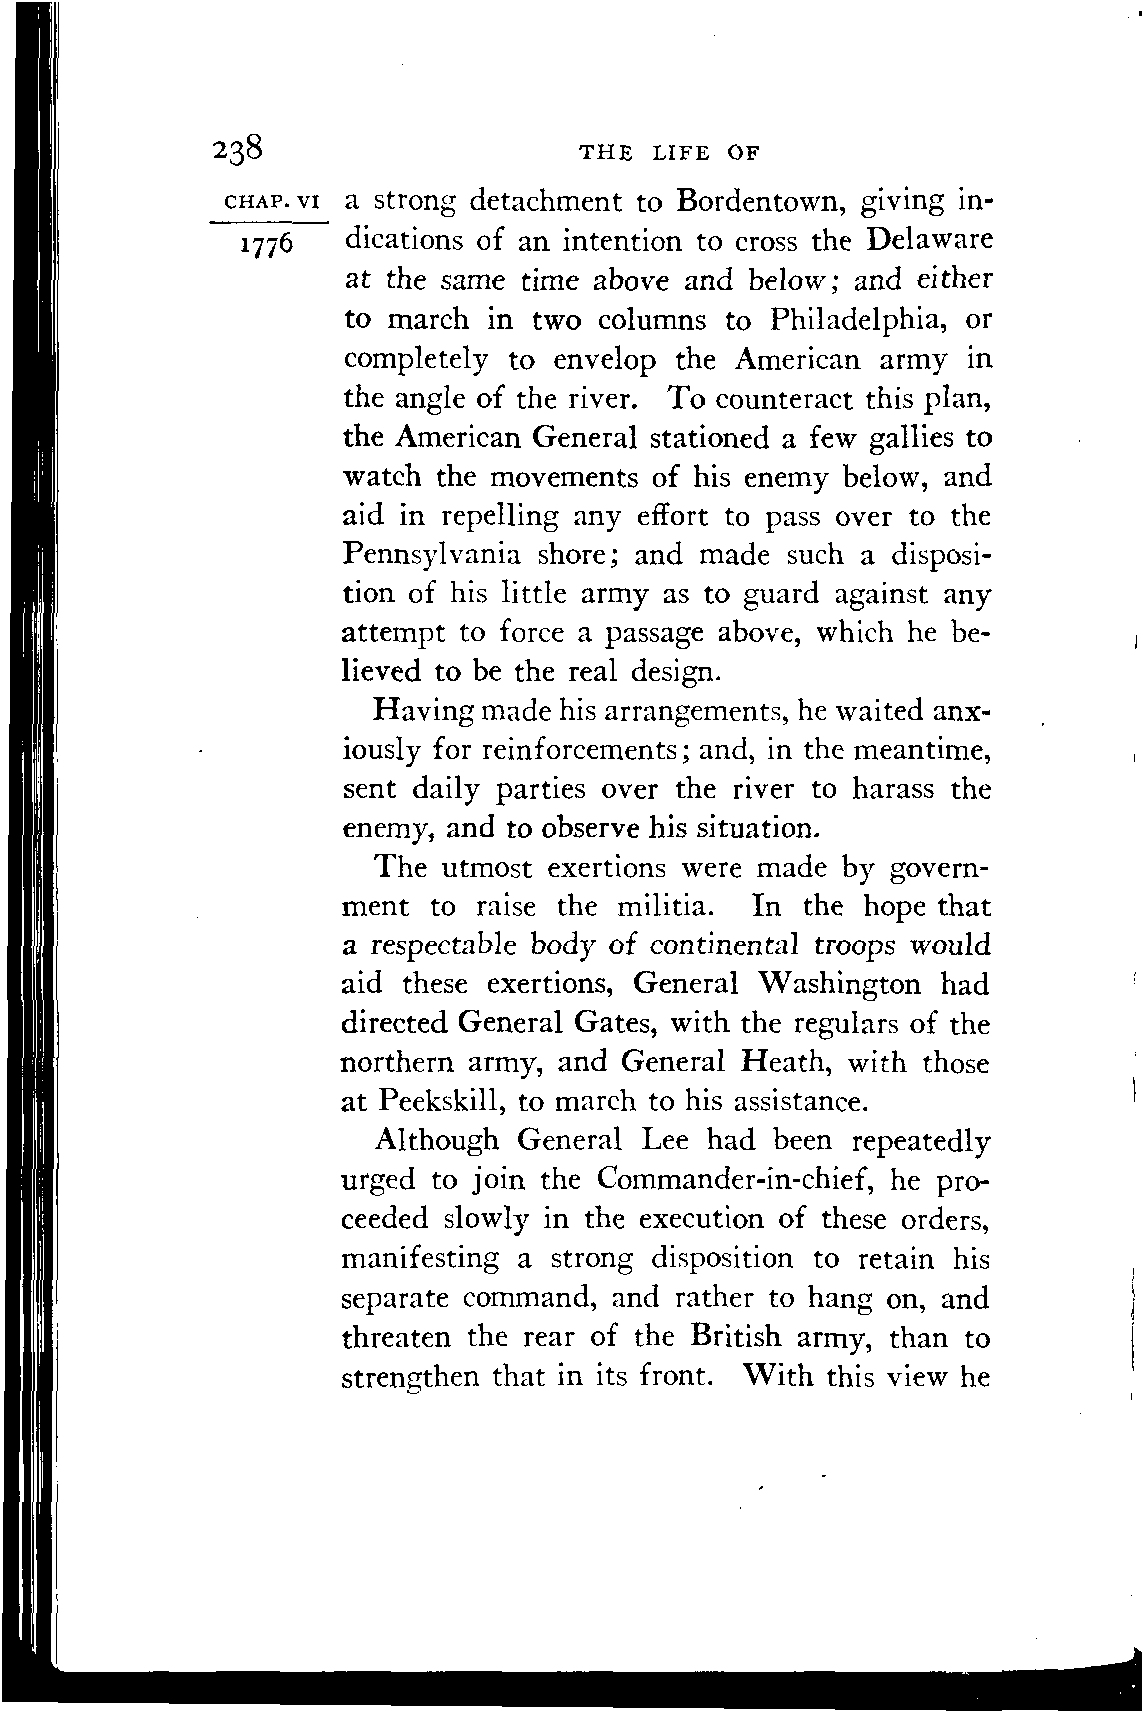 238 THE LIFE OF
CHAP. VI a strong detachment to Bordentown, giving in-
1776 dications of an intention to cross the Delaware
at the same time above and below; and either
to march in two columns to Philadelphia, or
completely to envelop the American army in
the angle of the river. To counteract this plan,
the American General stationed a few gallies to
watch the movements of his enemy below, and
aid in repelling any effort to pass over to the
Pennsylvania shore; and made such a disposi-
tion of his little army as to guard against any
attempt to force a passage above, which he be-
lieved to be the real design.
Having made his arrangements, he waited anx-
iously for reinforcements; and, in the meantime,
sent daily parties over the river to harass the
enemy, and to observe his situation.
The utmost exertions were made by govern-
ment to raise the militia. In the hope that
a respectable body of continental troops would
aid these exertions, General Washington had
directed General Gates, with the regulars of the
northern army, and General Heath, with those
at Peekskill, to march to his assistance.
Although General Lee had been repeatedly
urged to join the Commander-in-chief, he pro-
ceeded slowly in the execution of these orders,
manifesting a strong disposition to retain his
separate command, and rather to hang on, and
threaten the rear of the British army, than to
strengthen that in its front. With this view he